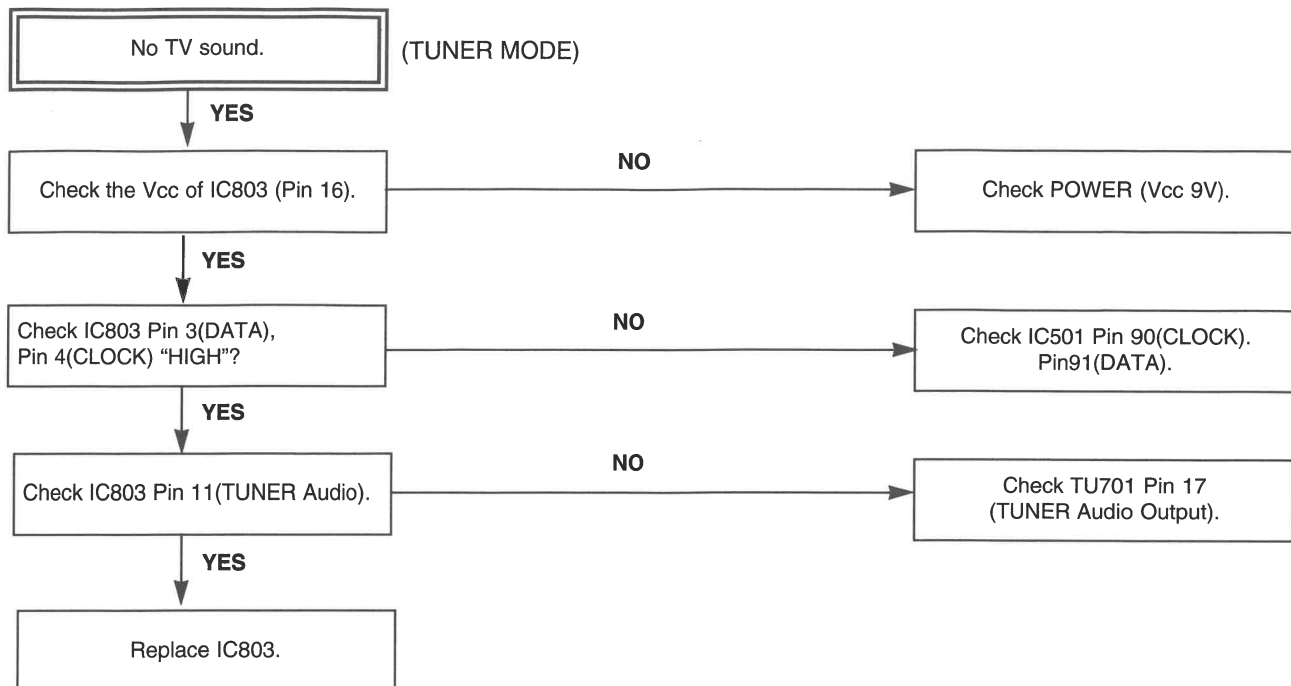 No TV sound.
(TUNER MODE)
YES
Check the Vcc of IC803 (Pin 16).
NO
Check POWER (Vcc 9V).
YES
Check IC803 Pin 3(DATA),
Pin 4(CLOCK) “HIGH”?
NO
Check IC501 Pin 90(CLOCK).
Pin91(DATA).
YES
Check IC803 Pin 11(TUNER Audio).
NO
Check TU701 Pin 17
(TUNER Audio Output).
YES
Replace IC803.